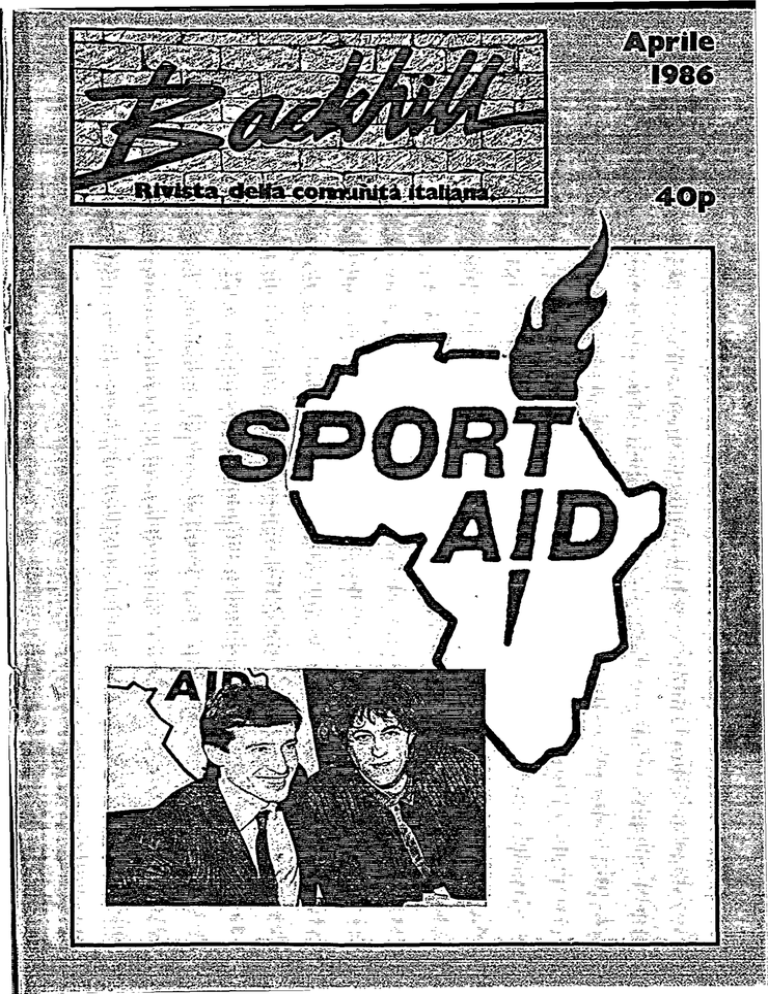 Backhill
Rivista della comunità italiana.
Aprile
1986
40p
SPORT
AID
AID